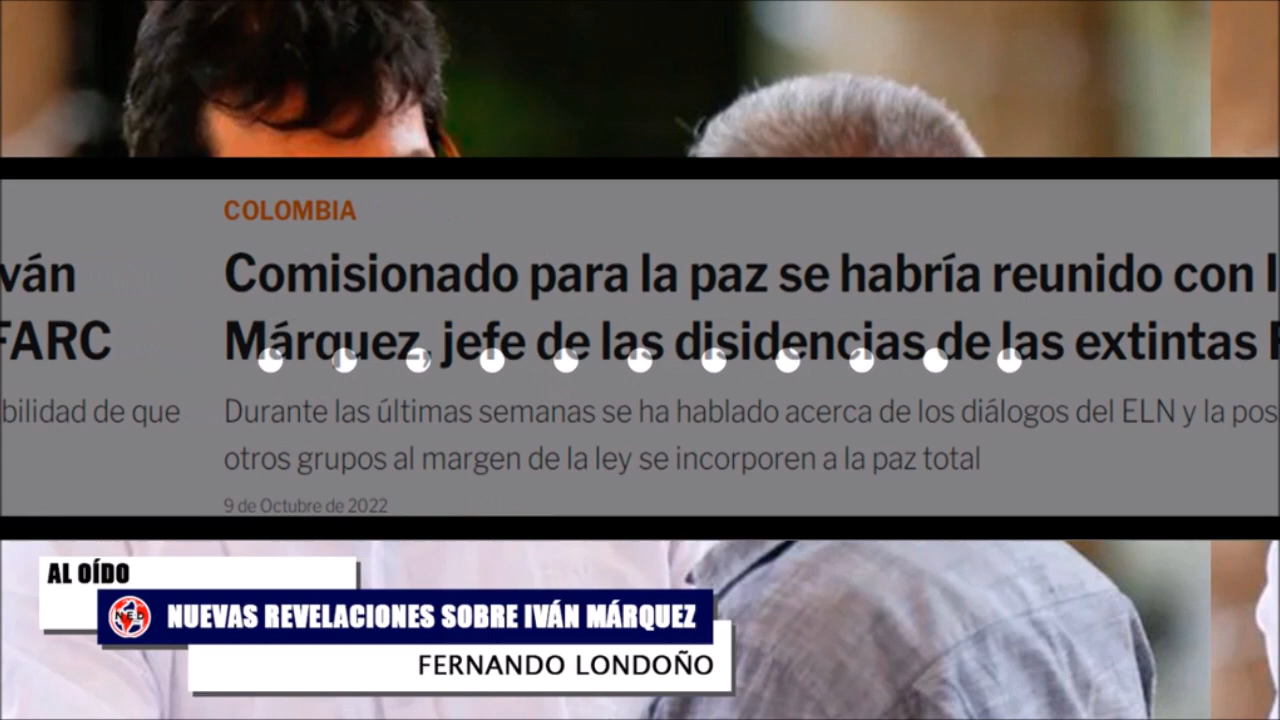 COLOMBIA
ván
Comisionado para la paz se habría reunido con
FARC
Márquez, jefe de las disidencias de las extintas
bilidad de que
Durante las últimas semanas se ha hablado acerca de los diálogos del ELN y la pos
otros grupos al margen de la ley se incorporen a la paz total
9 de Octubre de 2022
AL OÍDO
NUEVAS REVELACIONES SOBRE IVÁN MÁRQUEZ
FERNANDO LONDOÑO